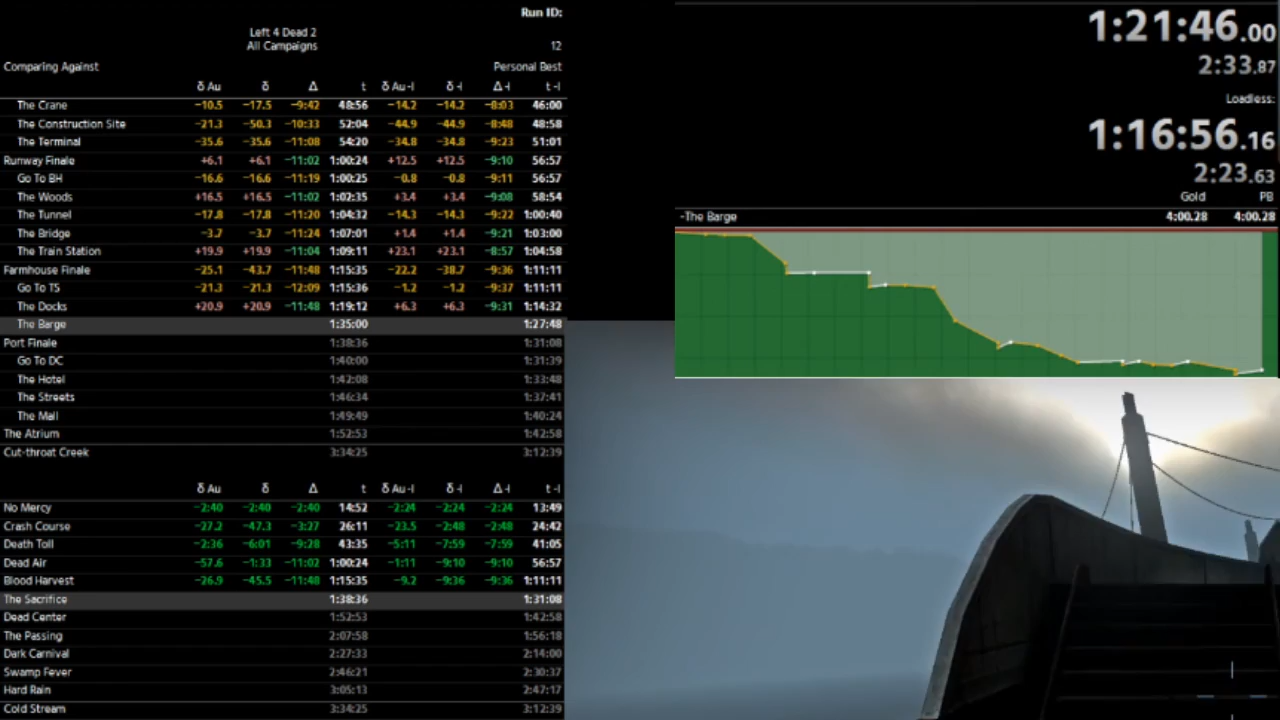 Run ID:
Left 4 Dead 2
All Campaigns 12
Comparing Against Personal Best
δ Au δ Δ t δ Au -l δ -l Δ -l t -l
The Crane −10.5 −17.5 −9:42 48:56 −14.2 −14.2 −8:03 46:00
The Construction Site −21.3 −50.3 −10:33 52:04 −44.9 −44.9 −8:48 48:58
The Terminal −35.6 −35.6 −11:08 54:20 −34.8 −34.8 −9:23 51:01
Runway Finale +6.1 +6.1 −11:02 1:00:24 +12.5 +12.5 −9:10 56:57
Go To BH −16.6 −16.6 −11:19 1:00:25 −0.8 −0.8 −9:11 56:57
The Woods +16.5 +16.5 −11:02 1:02:35 +3.4 +3.4 −9:08 58:54
The Tunnel −17.8 −17.8 −11:20 1:04:32 −14.3 −14.3 −9:22 1:00:40
The Bridge −3.7 −3.7 −11:24 1:07:01 +1.4 +1.4 −9:21 1:03:00
The Train Station +19.9 +19.9 −11:04 1:09:11 +23.1 +23.1 −8:57 1:04:58
Farmhouse Finale −25.1 −43.7 −11:48 1:15:35 −22.2 −38.7 −9:36 1:11:11
Go To TS −21.3 −21.3 −12:09 1:15:36 −1.2 −1.2 −9:37 1:11:11
The Docks +20.9 +20.9 −11:48 1:19:12 +6.3 +6.3 −9:31 1:14:32
The Barge 1:35:00 1:27:48
Port Finale 1:38:36 1:31:08
Go To DC 1:40:00 1:31:39
The Hotel 1:42:08 1:33:48
The Streets 1:46:34 1:37:41
The Mall 1:49:49 1:40:24
The Atrium 1:52:53 1:42:58
Cut-throat Creek 3:34:25 3:12:39
δ Au δ Δ t δ Au -l δ -l Δ -l t -l
No Mercy −2:40 −2:40 −2:40 14:52 −2:24 −2:24 −2:24 13:49
Crash Course −27.2 −47.3 −3:27 26:11 −23.5 −2:48 −2:48 24:42
Death Toll −2:36 −6:01 −9:28 43:35 −5:11 −7:59 −7:59 41:05
Dead Air −57.6 −1:33 −11:02 1:00:24 −1:11 −9:10 −9:10 56:57
Blood Harvest −26.9 −45.5 −11:48 1:15:35 −9.2 −9:36 −9:36 1:11:11
The Sacrifice 1:38:36 1:31:08
Dead Center 1:52:53 1:42:58
The Passing 2:07:58 1:56:18
Dark Carnival 2:27:33 2:14:00
Swamp Fever 2:46:21 2:30:37
Hard Rain 3:05:13 2:47:17
Cold Stream 3:34:25 3:12:39
1:21:46.00
2:33.87
Loadless:
1:16:56.16
2:23.63
Gold PB
-The Barge 4:00.28 4:00.28